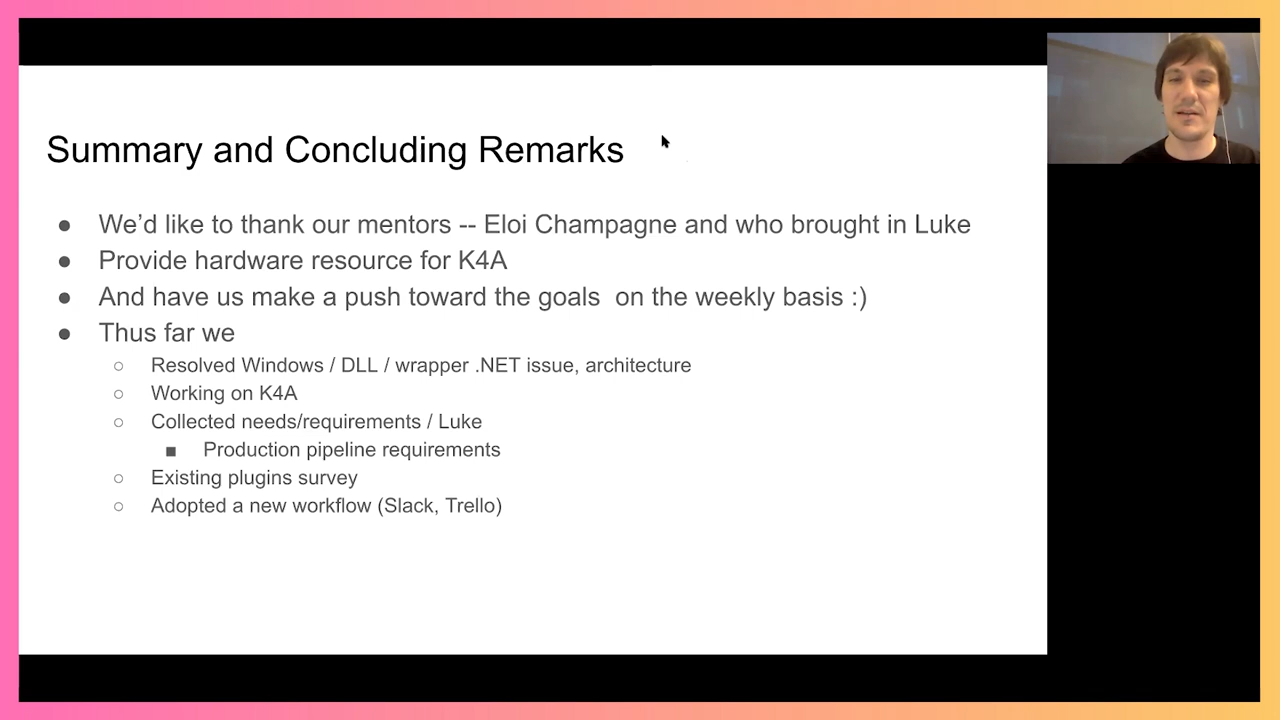 Summary and Concluding Remarks
● We’d like to thank our mentors -- Eloi Champagne and who brought in Luke
● Provide hardware resource for K4A
● And have us make a push toward the goals  on the weekly basis :)
● Thus far we
○ Resolved Windows / DLL / wrapper .NET issue, architecture
○ Working on K4A
○ Collected needs/requirements / Luke
■ Production pipeline requirements
○ Existing plugins survey
○ Adopted a new workflow (Slack, Trello)